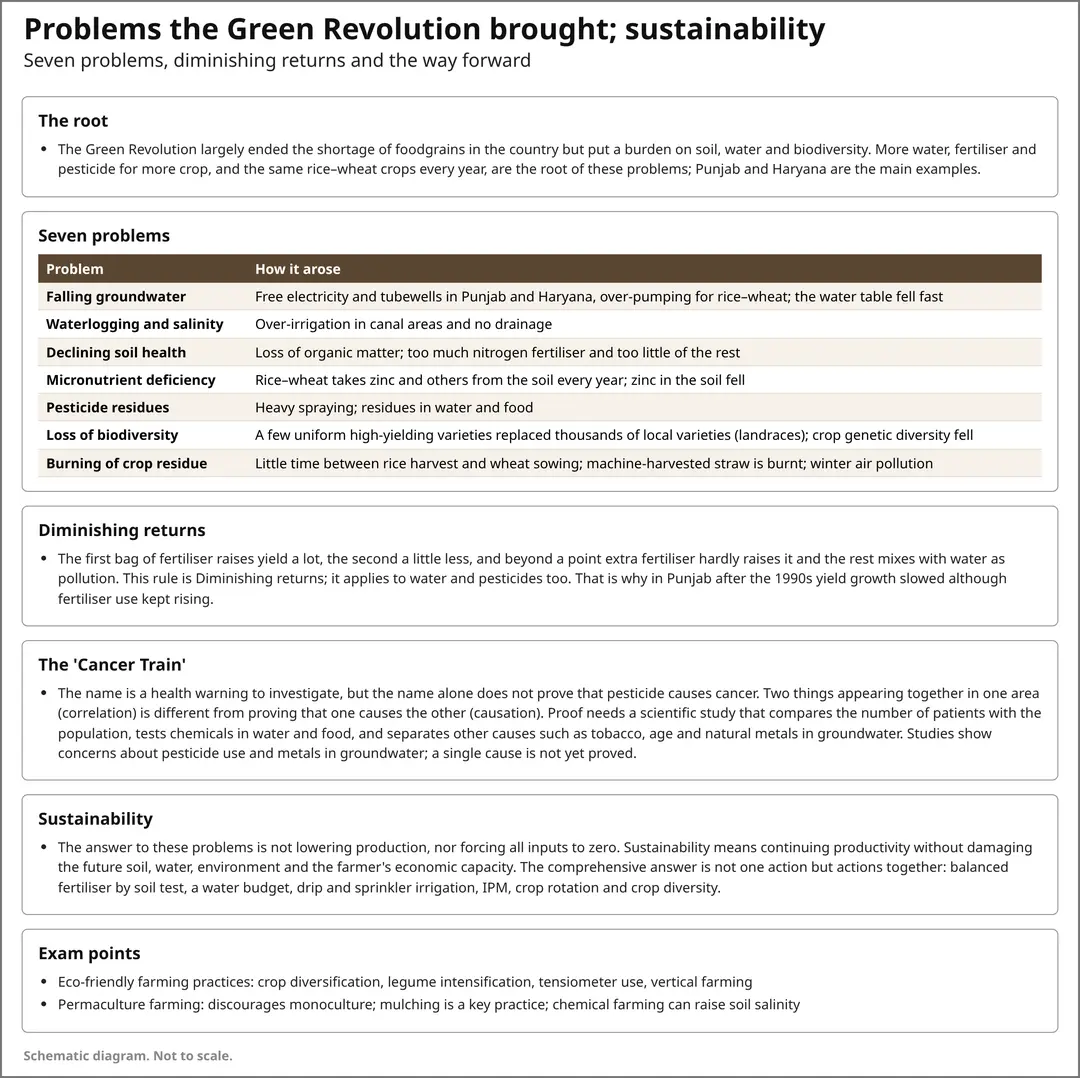 Problems the Green Revolution brought; sustainability
Seven problems, diminishing returns and the way forward
The root
• The Green Revolution largely ended the shortage of foodgrains in the country but put a burden on soil, water and biodiversity. More water, fertiliser and
pesticide for more crop, and the same rice–wheat crops every year, are the root of these problems; Punjab and Haryana are the main examples.
Seven problems
Problem How it arose
Falling groundwater Free electricity and tubewells in Punjab and Haryana, over-pumping for rice–wheat; the water table fell fast
Waterlogging and salinity Over-irrigation in canal areas and no drainage
Declining soil health Loss of organic matter; too much nitrogen fertiliser and too little of the rest
Micronutrient deficiency Rice–wheat takes zinc and others from the soil every year; zinc in the soil fell
Pesticide residues Heavy spraying; residues in water and food
Loss of biodiversity A few uniform high-yielding varieties replaced thousands of local varieties (landraces); crop genetic diversity fell
Burning of crop residue Little time between rice harvest and wheat sowing; machine-harvested straw is burnt; winter air pollution
Diminishing returns
• The first bag of fertiliser raises yield a lot, the second a little less, and beyond a point extra fertiliser hardly raises it and the rest mixes with water as
pollution. This rule is Diminishing returns; it applies to water and pesticides too. That is why in Punjab after the 1990s yield growth slowed although
fertiliser use kept rising.
The 'Cancer Train'
• The name is a health warning to investigate, but the name alone does not prove that pesticide causes cancer. Two things appearing together in one area
(correlation) is different from proving that one causes the other (causation). Proof needs a scientific study that compares the number of patients with the
population, tests chemicals in water and food, and separates other causes such as tobacco, age and natural metals in groundwater. Studies show
concerns about pesticide use and metals in groundwater; a single cause is not yet proved.
Sustainability
• The answer to these problems is not lowering production, nor forcing all inputs to zero. Sustainability means continuing productivity without damaging
the future soil, water, environment and the farmer's economic capacity. The comprehensive answer is not one action but actions together: balanced
fertiliser by soil test, a water budget, drip and sprinkler irrigation, IPM, crop rotation and crop diversity.
Exam points
• Eco-friendly farming practices: crop diversification, legume intensification, tensiometer use, vertical farming
• Permaculture farming: discourages monoculture; mulching is a key practice; chemical farming can raise soil salinity
Schematic diagram. Not to scale.